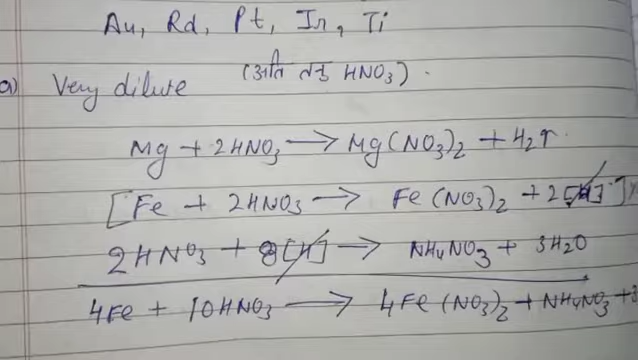 Au, Rd, Pt, Ir, Ti
a) Very dilute (अति तनु HNO₃).
Mg + 2HNO₃ → Mg(NO₃)₂ + H₂↑.
[Fe + 2HNO₃ → Fe(NO₃)₂ + 2[H]]
2HNO₃ + 8[H] → NH₄NO₃ + 3H₂O
4Fe + 10HNO₃ → 4Fe(NO₃)₂ + NH₄NO₃ + 3